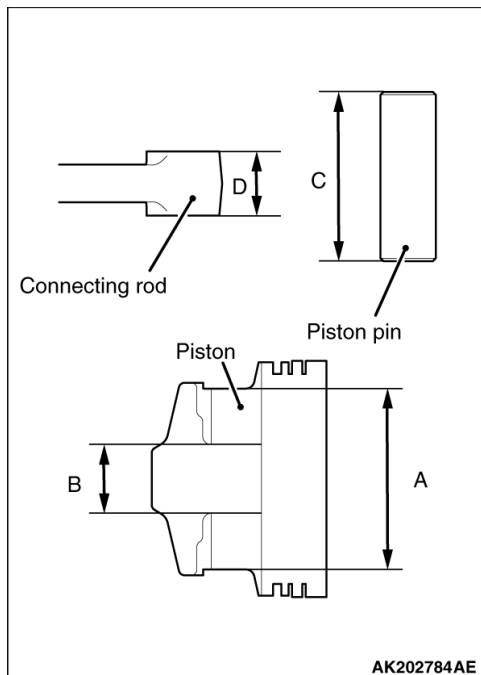 D
C
Connecting rod
Piston pin
Piston
B
A
AK202784AE